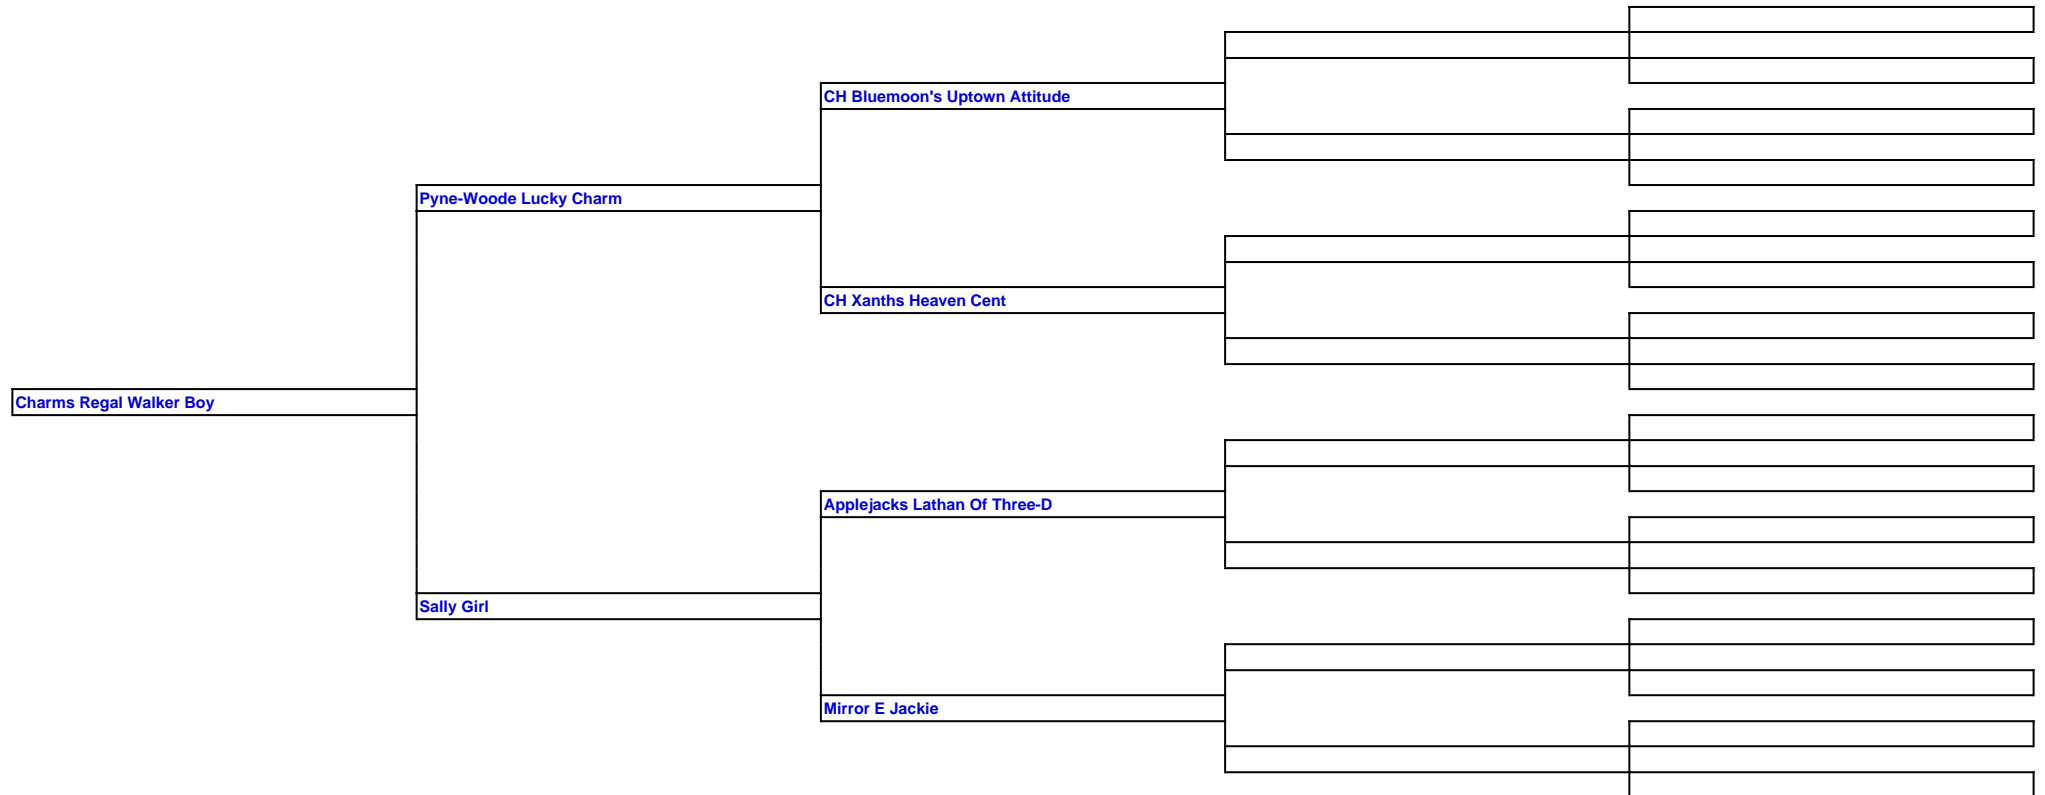 CH Bluemoon's Uptown Attitude
Pyne-Woode Lucky Charm
CH Xanths Heaven Cent
Charms Regal Walker Boy
Applejacks Lathan Of Three-D
Sally Girl
Mirror E Jackie